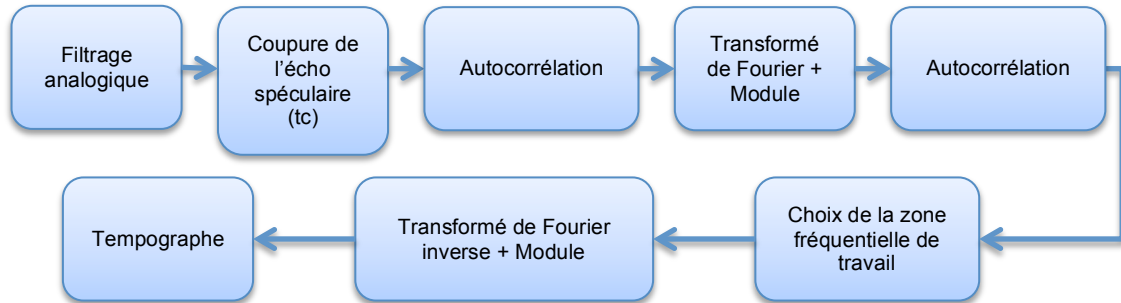 Filtrage
analogique
Coupure de
l'écho
spéculaire
(tc)
Autocorrélation
Transformé
de Fourier +
Module
Autocorrélation
Choix de la zone
fréquentielle de
travail
Transformé de Fourier
inverse + Module
Tempographe